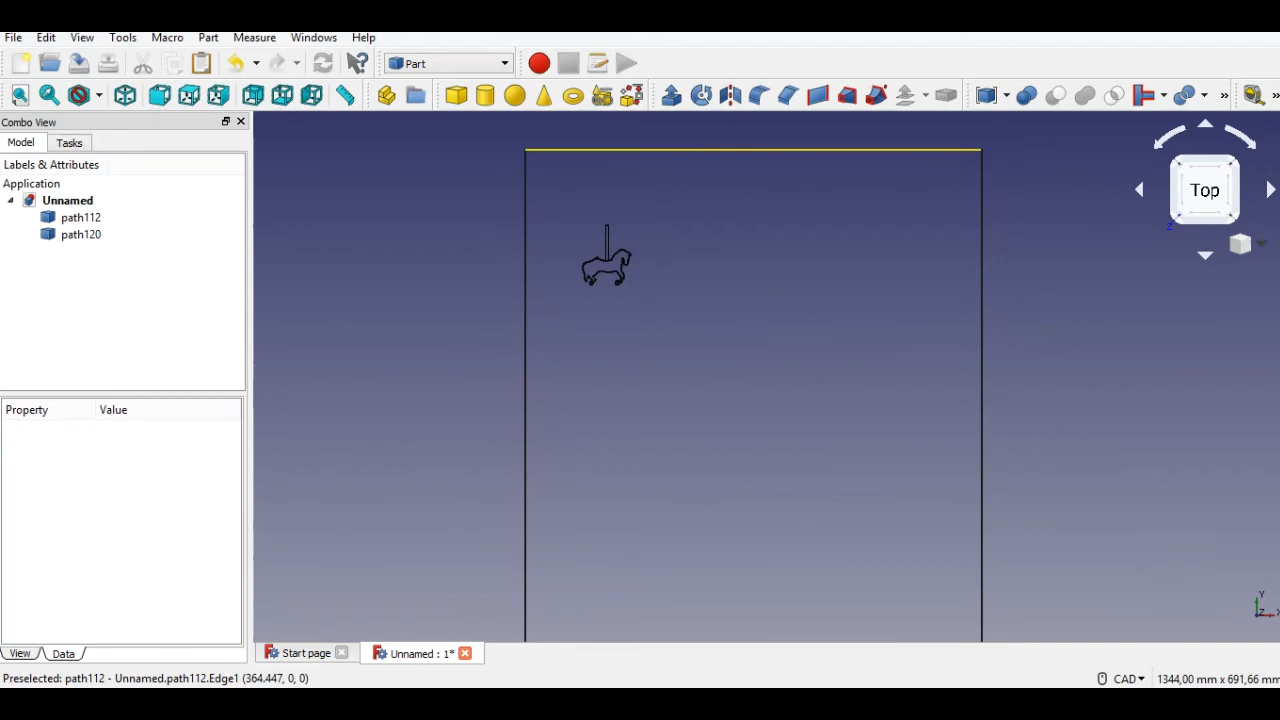 File Edit View Tools Macro Part Measure Windows Help
Part
Combo View
Model Tasks
Labels & Attributes
Application
Unnamed
path112
path120
Property Value
Top
Z
Y
Z X
View Data
Start page Unnamed : 1*
Preselected: path112 - Unnamed.path112.Edge1 (364.447, 0, 0) CAD 1344,00 mm x 691,66 mm